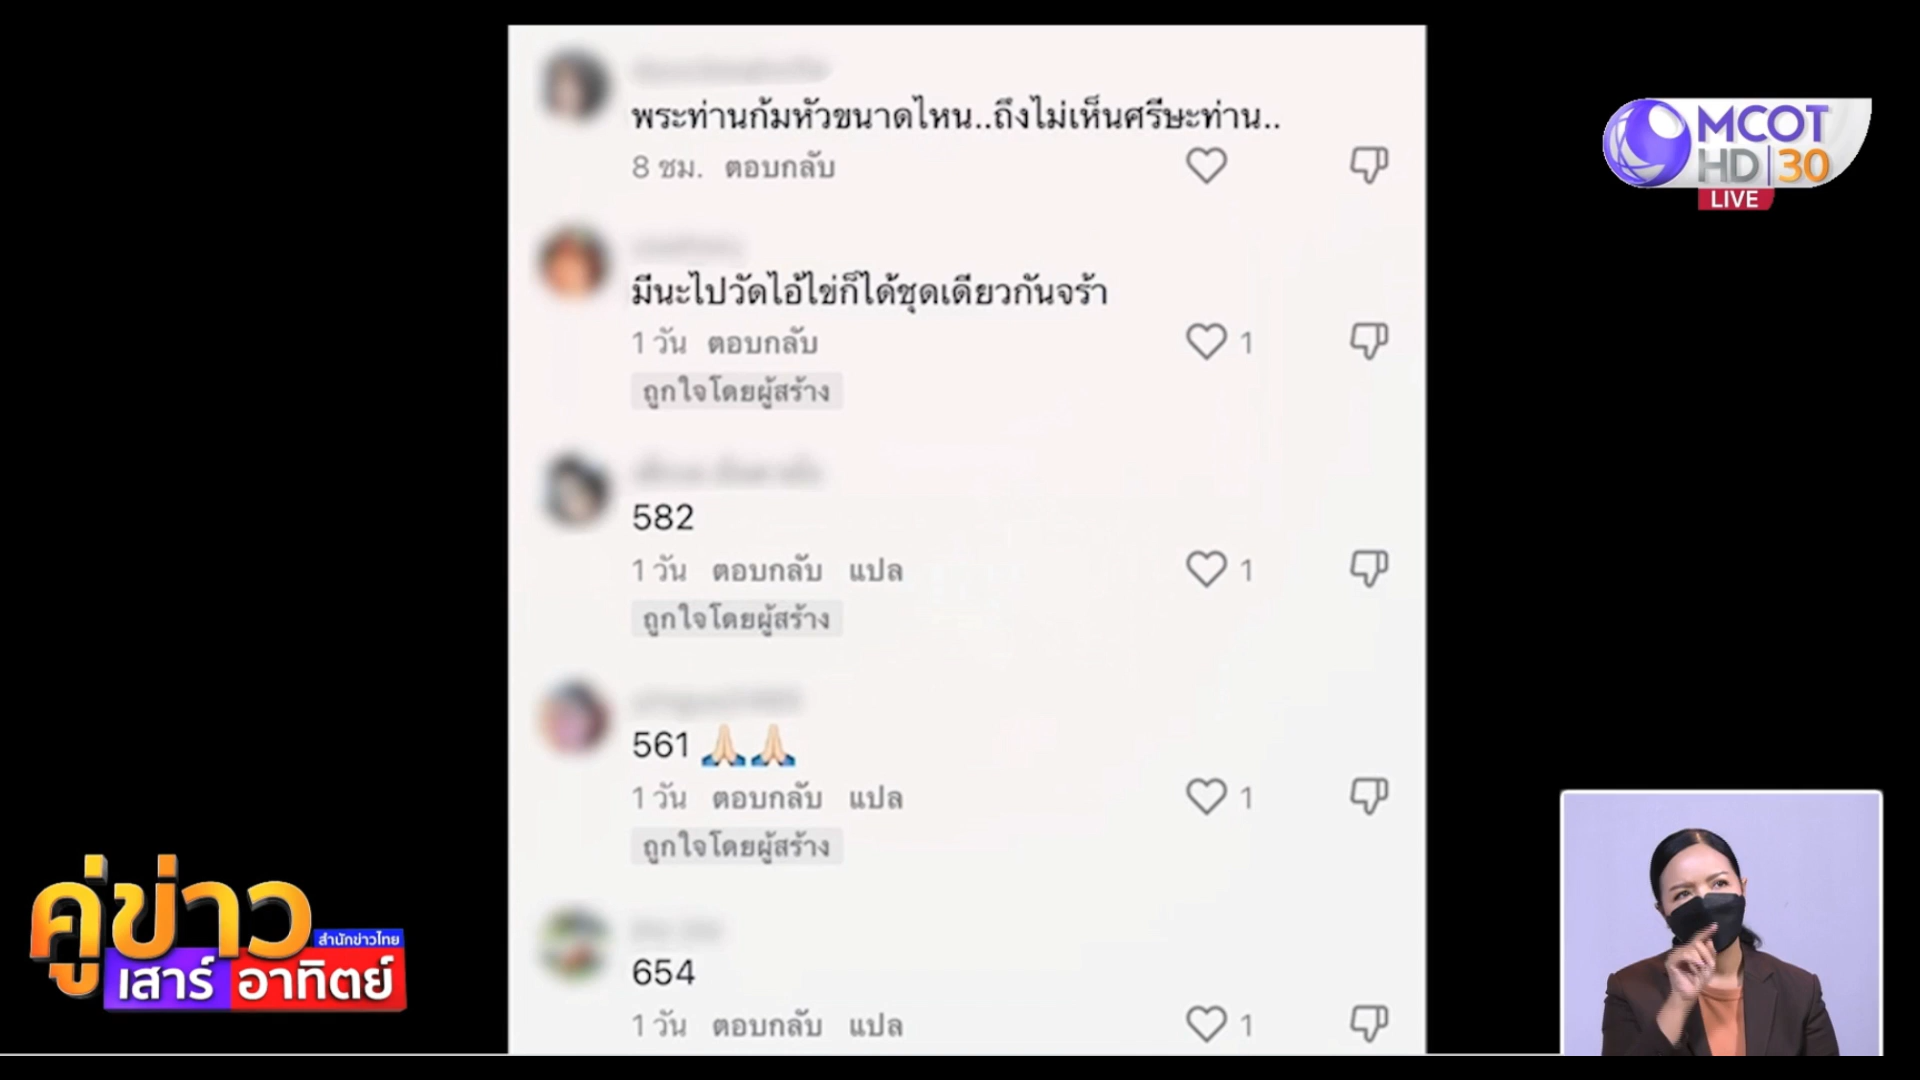 พระท่านก้มหัวขนาดไหน..ถึงไม่เห็นศรีษะท่าน..
8 ชม. ตอบกลับ
มีนะไปวัดไอ้ไข่ก็ได้ชุดเดียวกันจร้า
1 วัน ตอบกลับ 1
ถูกใจโดยผู้สร้าง
582
1 วัน ตอบกลับ แปล 1
ถูกใจโดยผู้สร้าง
561 🙏🏻🙏🏻
1 วัน ตอบกลับ แปล 1
ถูกใจโดยผู้สร้าง
654
1 วัน ตอบกลับ แปล 1
MCOT
HD 30
LIVE
คู่ข่าว
สำนักข่าวไทย
เสาร์ อาทิตย์